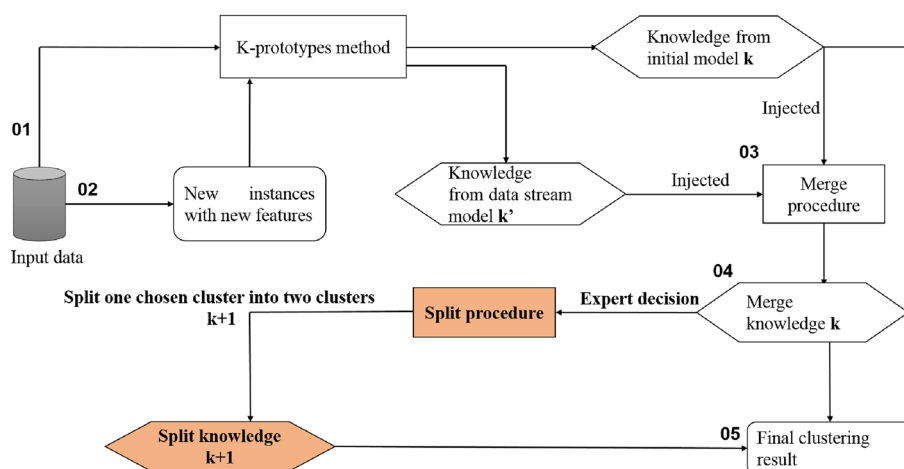 K-prototypes method
Knowledge from
initial model k
01
Injected
02
03
New instances
with new features
Knowledge
from data stream
model k’
Injected
Merge
procedure
Input data
04
Split one chosen cluster into two clusters
k+1
Split procedure
Expert decision
Merge
knowledge k
Split knowledge
k+1
05
Final clustering
result